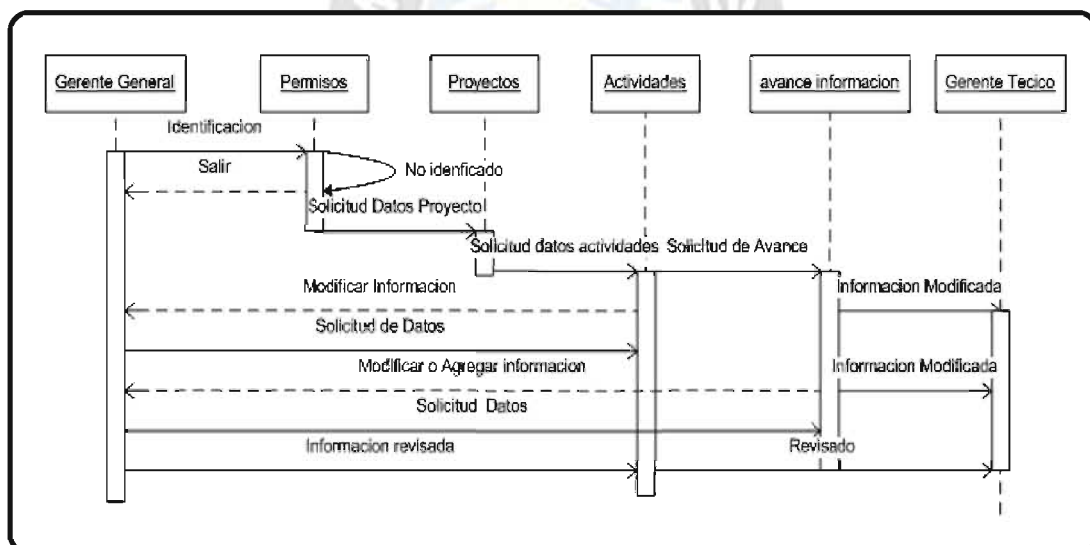 Gerente General
Permisos
Proyectos
Actividades
avance informacion
Gerente Tecico
Identificacion
Salir
No idenficado
Solicitud Datos Proyecto
Solicitud datos actividades
Solicitud de Avance
Modificar Informacion
Informacion Modificada
Solicitud de Datos
Modificar o Agregar informacion
Informacion Modificada
Solicitud Datos
Informacion revisada
Revisado